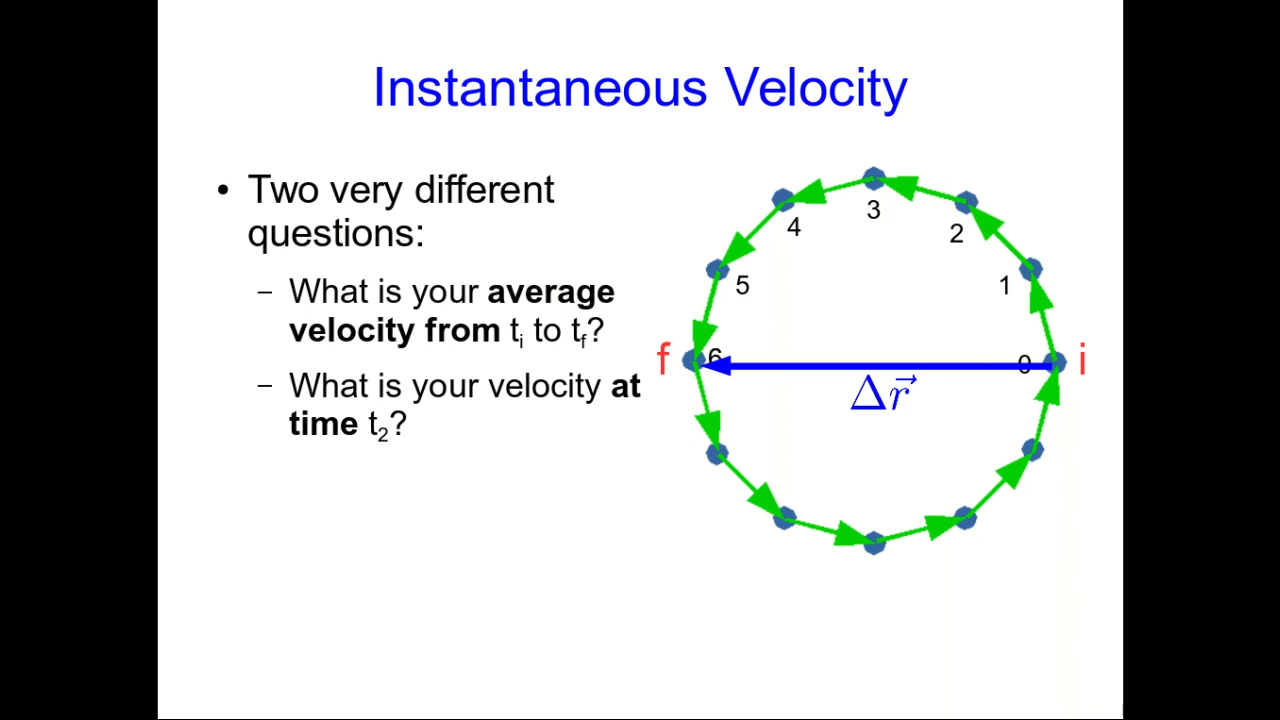 Instantaneous Velocity
• Two very different
questions:
– What is your average
velocity from tᵢ to t_f?
– What is your velocity at
time t₂?
3
4
2
5
1
f
6
0
i
Δr⃗